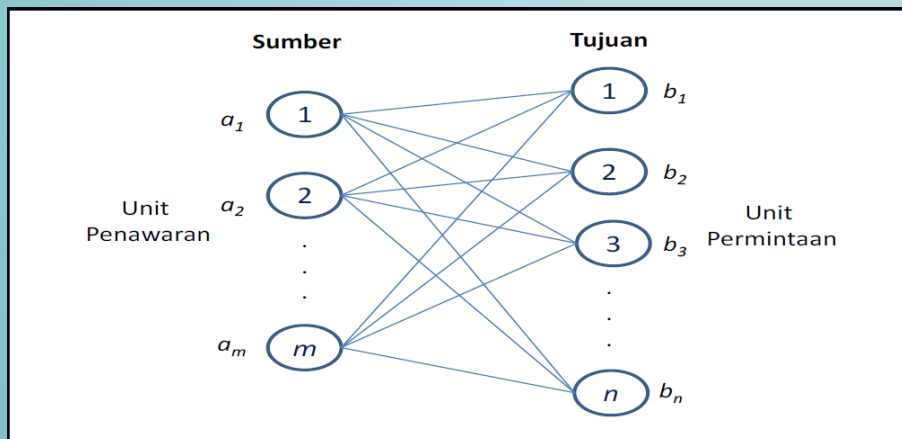 Sumber
Tujuan
a1
1
1
b1
a2
2
2
b2
Unit
Penawaran
3
b3
Unit
Permintaan
.
.
.
.
.
.
am
m
n
bn